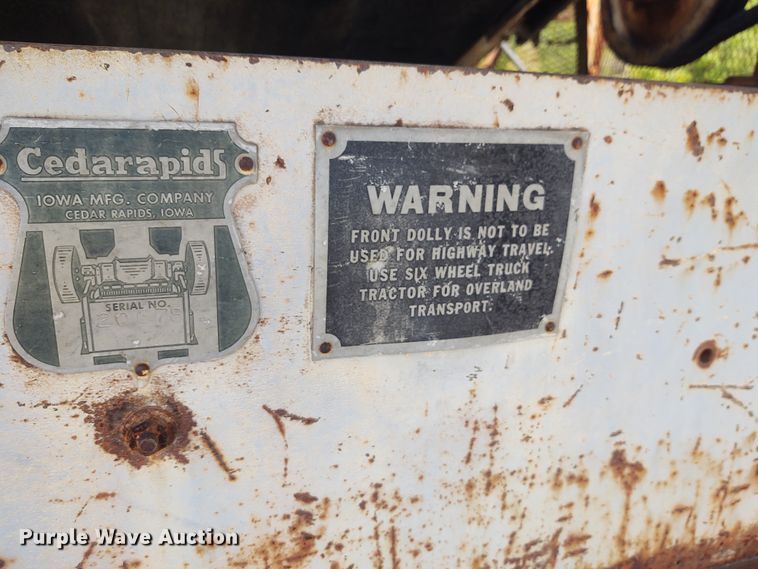 Cedarapids
IOWA MFG. COMPANY
CEDAR RAPIDS, IOWA
SERIAL NO.
WARNING
FRONT DOLLY IS NOT TO BE
USED FOR HIGHWAY TRAVEL.
USE SIX WHEEL TRUCK
TRACTOR FOR OVERLAND
TRANSPORT.
Purple Wave Auction